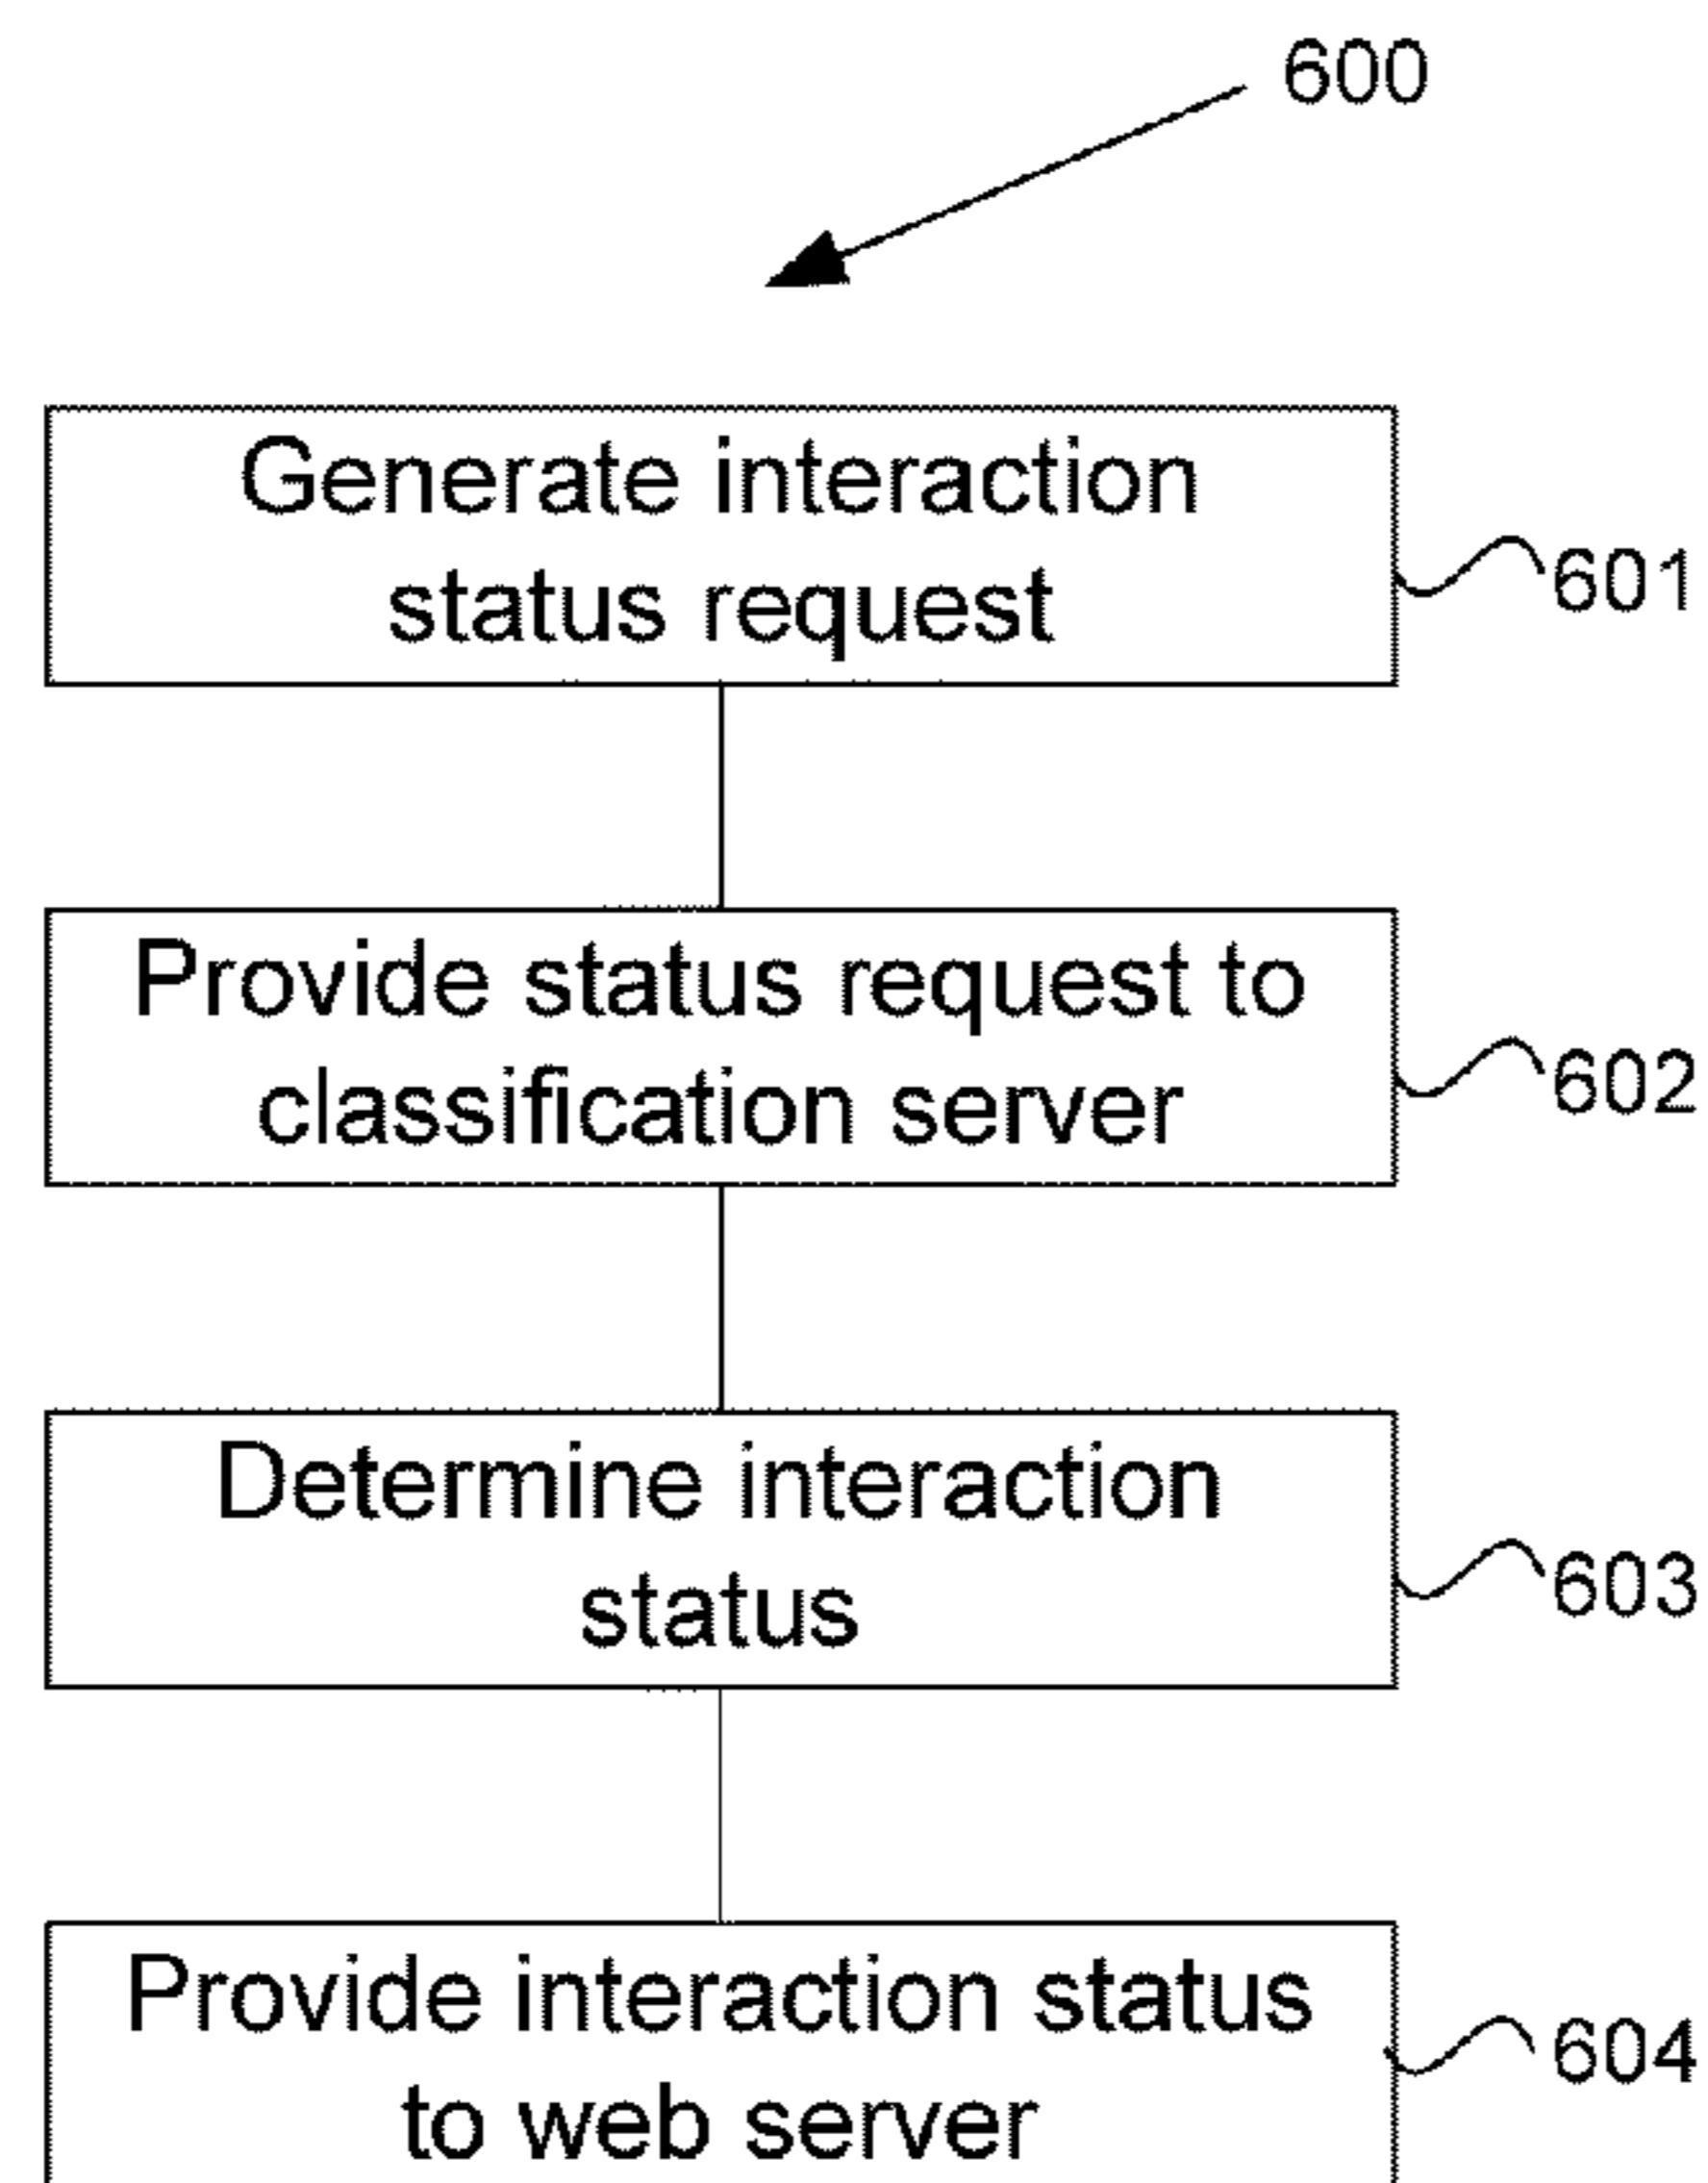 600
Generate interaction
status request
601
Provide status request to
classification server
602
Determine interaction
status
603
Provide interaction status
to web server
604